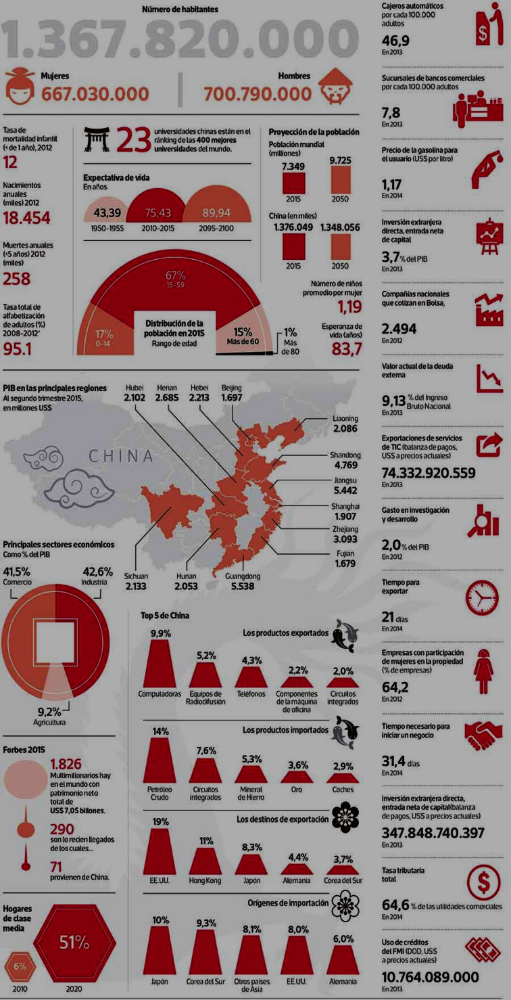 Número de habitantes
1.367.820.000
Mujeres
667.030.000
Hombres
700.790.000
Tasa de
mortalidad infantil
(< de 1 año), 2012
12
Nacimientos
anuales
(miles) 2012
18.454
Muertes anuales
(<5 años) 2012
(miles)
258
Tasa total de
alfabetización
de adultos (%)
2008-2012*
95.1
23
universidades chinas están en el
ránking de las 400 mejores
universidades del mundo.
Expectativa de vida
En años
43,39
75,43
89,94
1950-1955
2010-2015
2095-2100
Proyección de la población
Población mundial
(milliones)
7.349
9.725
2015
2050
China (en miles)
1.376.049
1.348.056
2015
2050
67%
15-59
17%
0-14
Distribución de la
población en 2015
Rango de edad
15%
Más de 60
1%
Más
de 80
Número de niños
promedio por mujer
1,19
Esperanza de
vida (años)
83,7
PIB en las principales regiones
Al segundo trimestre 2015,
en millones US$
Hubei
2.102
Henan
2.685
Hebei
2.213
Beijing
1.697
Liaoning
2.086
Shandong
4.769
Jiangsu
5.442
Shanghai
1.907
Zhejiang
3.093
Fujian
1.679
CHINA
Sichuan
2.133
Hunan
2.053
Guangdong
5.538
Principales sectores económicos
Como % del PIB
41,5%
Comercio
42,6%
Industria
9,2%
Agricultura
Forbes 2015
1.826
Multimillonarios hay
en el mundo con
patrimonio neto
total de
US$ 7,05 billones.
290
son lo recien llegados
de los cuales...
71
provienen de China.
Hogares
de clase
media
6%
2010
51%
2020
Top 5 de China
Los productos exportados
9,9%
5,2%
4,3%
2,2%
2,0%
Computadoras
Equipos de
Radiodifusión
Teléfonos
Componentes
de la máquina
de oficina
Circuitos
integrados
Los productos importados
14%
7,6%
5,3%
3,6%
2,9%
Petróleo
Crudo
Circuitos
integrados
Mineral
de Hierro
Oro
Coches
Los destinos de exportación
19%
11%
8,3%
4,4%
3,7%
EE.UU.
Hong Kong
Japón
Alemania
Corea del Sur
Orígenes de importación
10%
9,3%
8,1%
8,0%
6,0%
Japón
Corea del Sur
Otros países
de Asia
EE.UU.
Alemania
Cajeros automáticos
por cada 100.000
adultos
46,9
En 2013
Sucursales de bancos comerciales
por cada 100.000 adultos
7,8
En 2013
Precio de la gasolina para
el usuario (US$ por litro)
1,17
En 2014
Inversión extranjera
directa, entrada neta
de capital
3,7% del PIB
En 2013
Compañías nacionales
que cotizan en Bolsa,
2.494
En 2012
Valor actual de la deuda
externa
9,13 % del Ingreso
Bruto Nacional
En 2013
Exportaciones de servicios
de TIC (balanza de pagos,
US$ a precios actuales)
74.332.920.559
En 2013
Gasto en investigación
y desarrollo
2,0% del PIB
En 2012
Tiempo para
exportar
21 días
En 2014
Empresas con participación
de mujeres en la propiedad
(% de empresas)
64,2
En 2012
Tiempo necesario para
iniciar un negocio
31,4 días
En 2014
Inversión extranjera directa,
entrada neta de capital(balanza
de pagos, US$ a precios actuales)
347.848.740.397
En 2013
Tasa tributaria
total
64,6 % de las utilidades comerciales
En 2014
Uso de créditos
del FMI (DOD, US$
a precios actuales)
10.764.089.000
En 2013